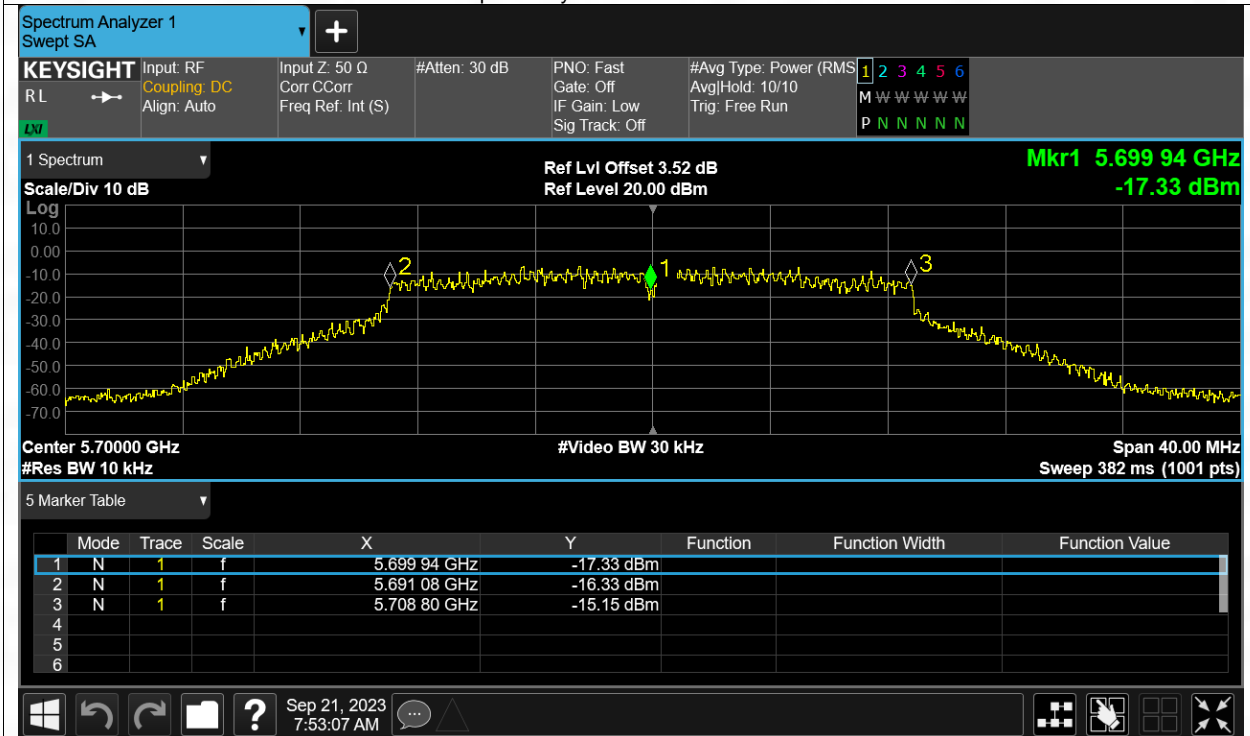 Spectrum Analyzer 1
Swept SA
+
KEYSIGHT Input: RF Input Z: 50 Ω #Atten: 30 dB PNO: Fast #Avg Type: Power (RMS 1 2 3 4 5 6
RL Coupling: DC Corr CCorr Gate: Off Avg|Hold: 10/10 M W W W W W
Align: Auto Freq Ref: Int (S) IF Gain: Low Trig: Free Run
LXI Sig Track: Off P N N N N N
1 Spectrum Ref Lvl Offset 3.52 dB Mkr1 5.699 94 GHz
Scale/Div 10 dB Ref Level 20.00 dBm -17.33 dBm
Log
10.0
0.00
-10.0 2 1 3
-20.0
-30.0
-40.0
-50.0
-60.0
-70.0
Center 5.70000 GHz #Video BW 30 kHz Span 40.00 MHz
#Res BW 10 kHz Sweep 382 ms (1001 pts)
5 Marker Table
Mode Trace Scale X Y Function Function Width Function Value
1 N 1 f 5.699 94 GHz -17.33 dBm
2 N 1 f 5.691 08 GHz -16.33 dBm
3 N 1 f 5.708 80 GHz -15.15 dBm
4
5
6
? Sep 21, 2023
7:53:07 AM